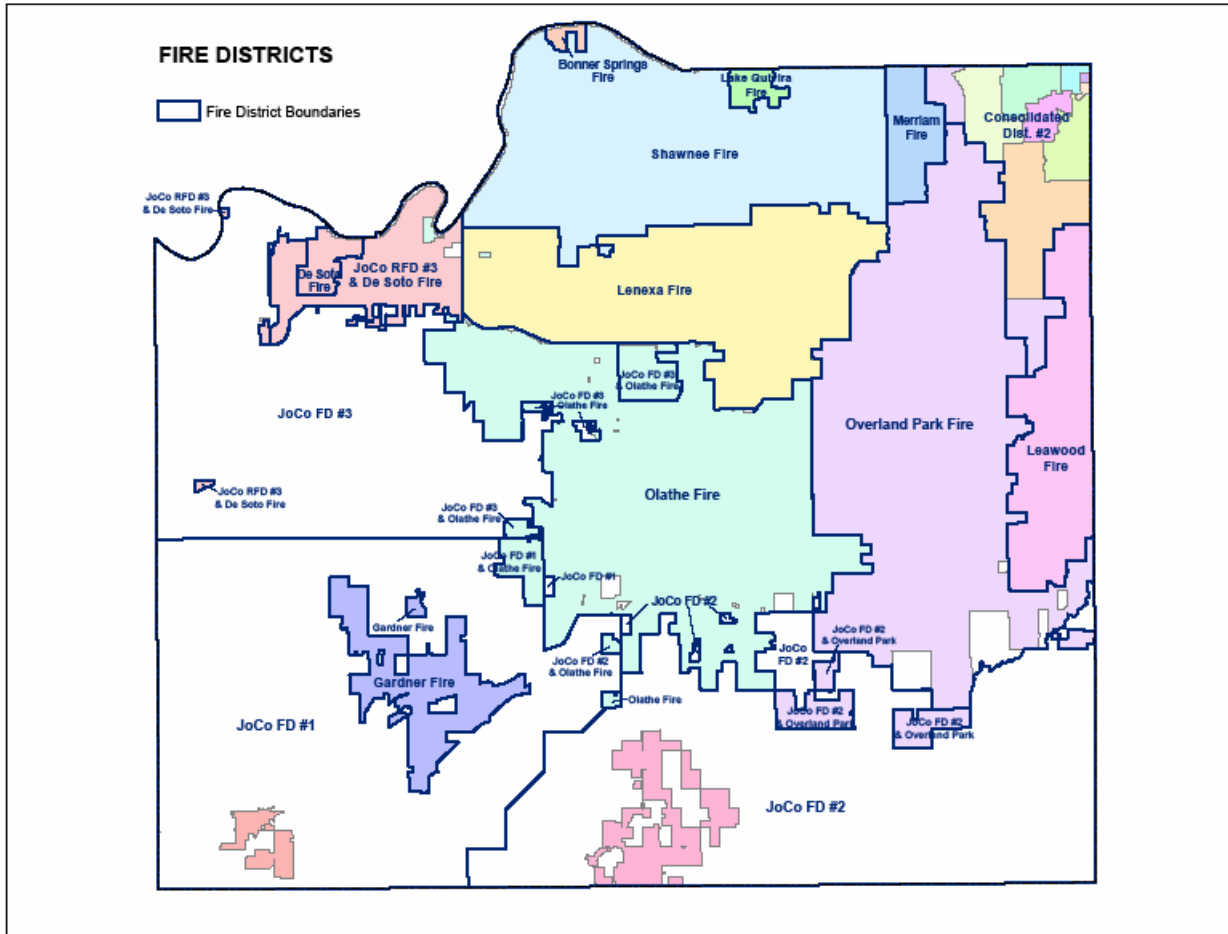 FIRE DISTRICTS
Fire District Boundaries
Bonner Springs
Fire
Lake Quivira
Fire
Merriam
Fire
Consolidated
Dist. #2
Shawnee Fire
JoCo RFD #3
& De Soto Fire
De Soto
Fire
JoCo RFD #3
& De Soto Fire
Lenexa Fire
JoCo FD #3
& Olathe Fire
JoCo FD #3
Olathe Fire
JoCo FD #3
Overland Park Fire
Leawood
Fire
JoCo RFD #3
& De Soto Fire
Olathe Fire
JoCo FD #3
& Olathe Fire
JoCo FD #1
& Olathe Fire
JoCo FD #1
JoCo FD #2
Gardner Fire
JoCo FD #2
& Overland Park
JoCo
FD #2
JoCo FD #2
& Olathe Fire
Gardner Fire
Olathe Fire
JoCo FD #2
& Overland Park
JoCo FD #2
& Overland Park
JoCo FD #1
JoCo FD #2